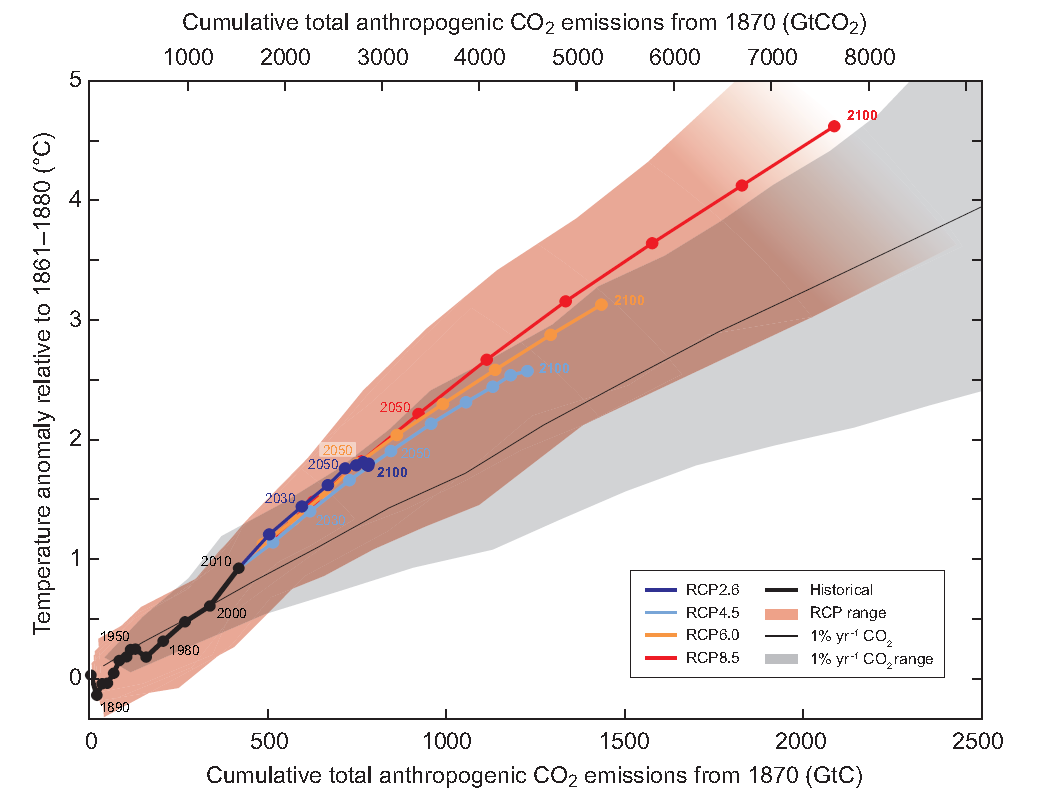 Cumulative total anthropogenic CO2 emissions from 1870 (GtCO2)
1000 2000 3000 4000 5000 6000 7000 8000
Temperature anomaly relative to 1861–1880 (°C)
5
4
3
2
1
0
2100
2100
2100
2050
2050
2050
2050
2100
2030
2030
2010
2000
1980
1950
1890
RCP2.6
RCP4.5
RCP6.0
RCP8.5
Historical
RCP range
1% yr-1 CO2
1% yr-1 CO2 range
0 500 1000 1500 2000 2500
Cumulative total anthropogenic CO2 emissions from 1870 (GtC)